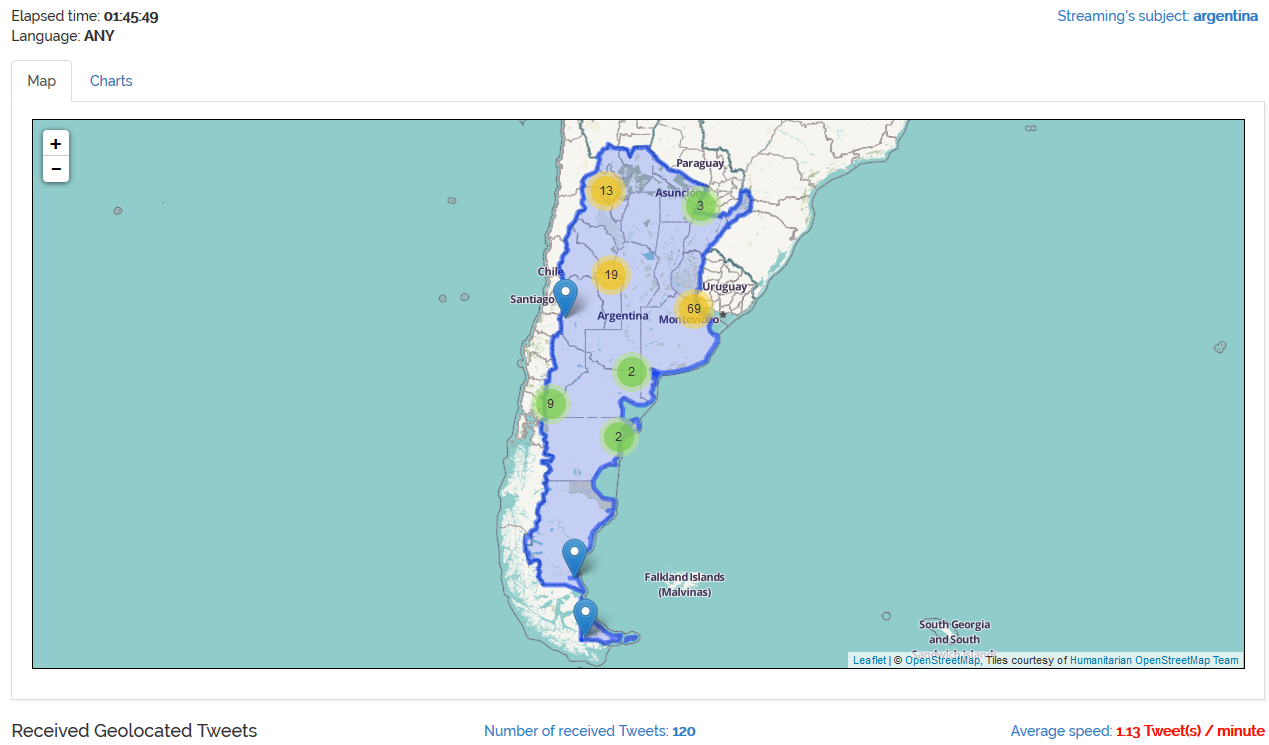 Elapsed time: 01:45:49
Streaming's subject: argentina
Language: ANY
Map
Charts
+
−
Paraguay
13
Asunción
3
Chile
19
Uruguay
Santiago
69
Argentina
Montevideo
2
9
2
Falkland Islands
(Malvinas)
South Georgia
and South
Sandwich Islands
Leaflet | © OpenStreetMap, Tiles courtesy of Humanitarian OpenStreetMap Team
Received Geolocated Tweets
Number of received Tweets: 120
Average speed: 1.13 Tweet(s) / minute